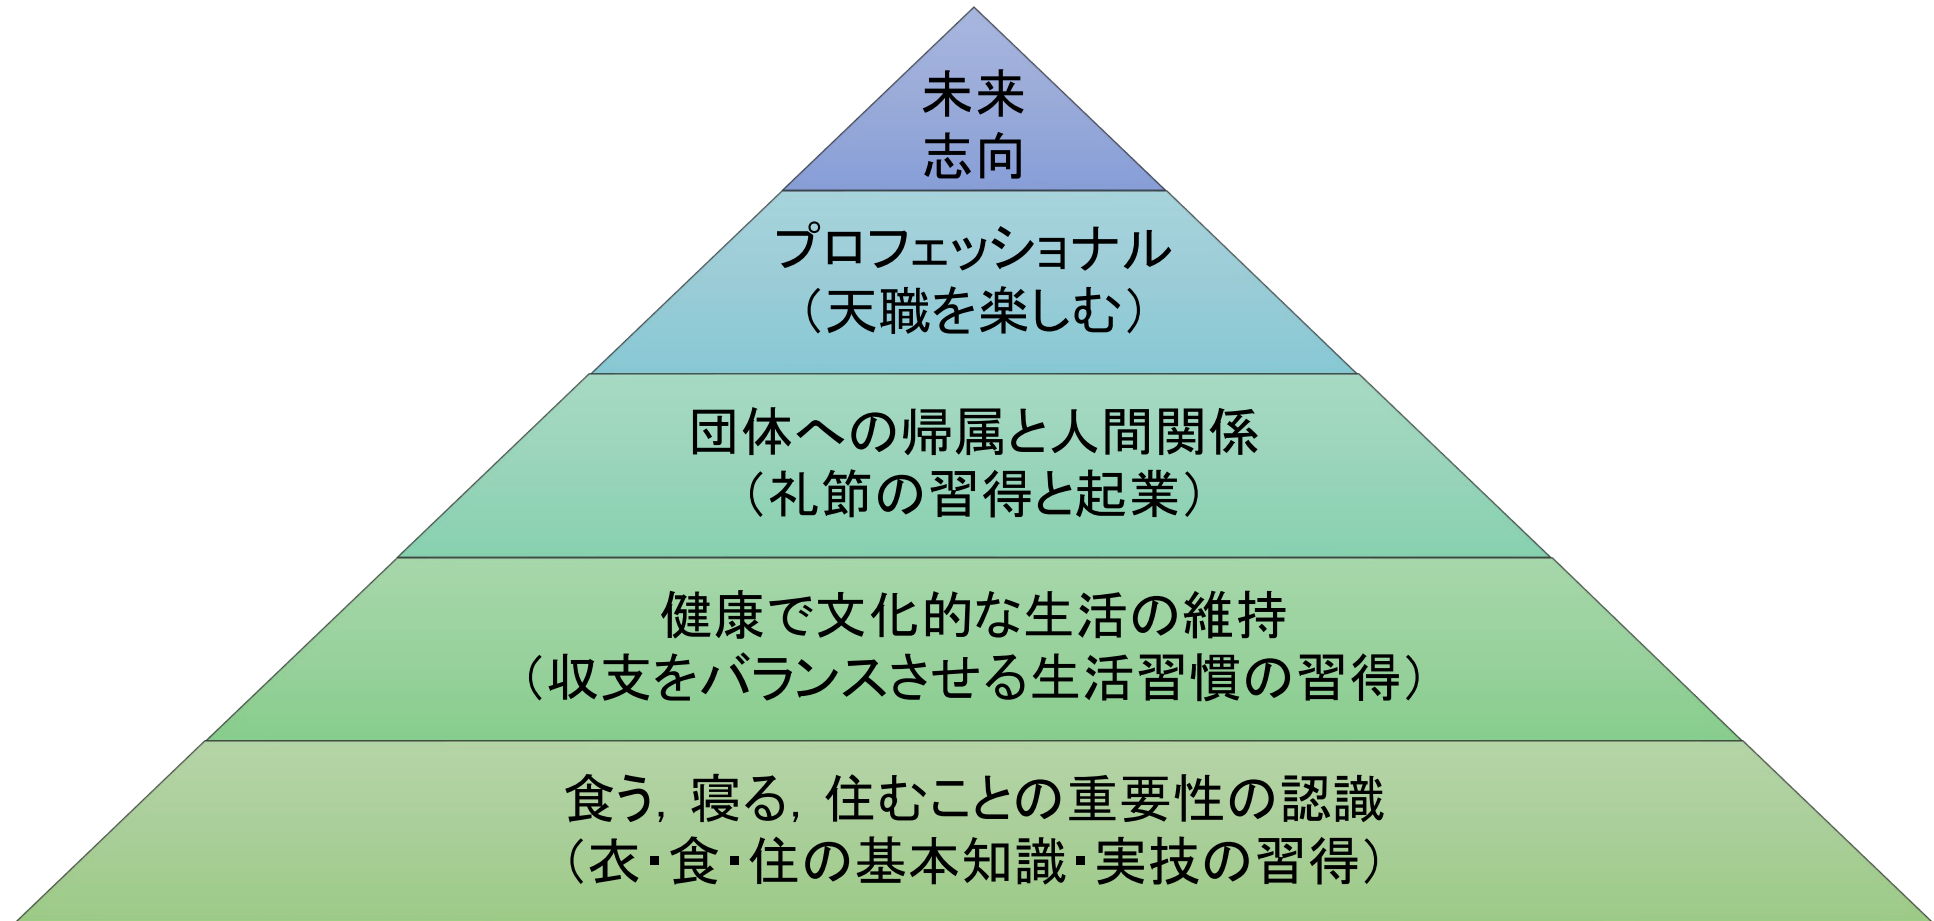 未来
志向
プロフェッショナル
（天職を楽しむ）
団体への帰属と人間関係
（礼節の習得と起業）
健康で文化的な生活の維持
（収支をバランスさせる生活習慣の習得）
食う，寝る，住むことの重要性の認識
（衣・食・住の基本知識・実技の習得）